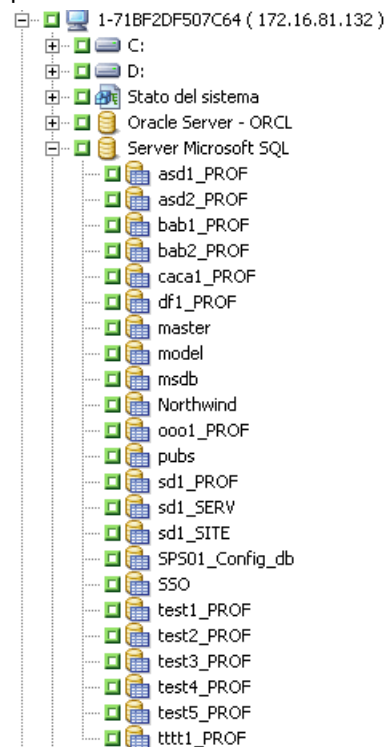 1-71BF2DF507C64 ( 172.16.81.132 )
C:
D:
Stato del sistema
Oracle Server - ORCL
Server Microsoft SQL
asd1_PROF
asd2_PROF
bab1_PROF
bab2_PROF
caca1_PROF
df1_PROF
master
model
msdb
Northwind
ooo1_PROF
pubs
sd1_PROF
sd1_SERV
sd1_SITE
SPS01_Config_db
SSO
test1_PROF
test2_PROF
test3_PROF
test4_PROF
test5_PROF
tttt1_PROF